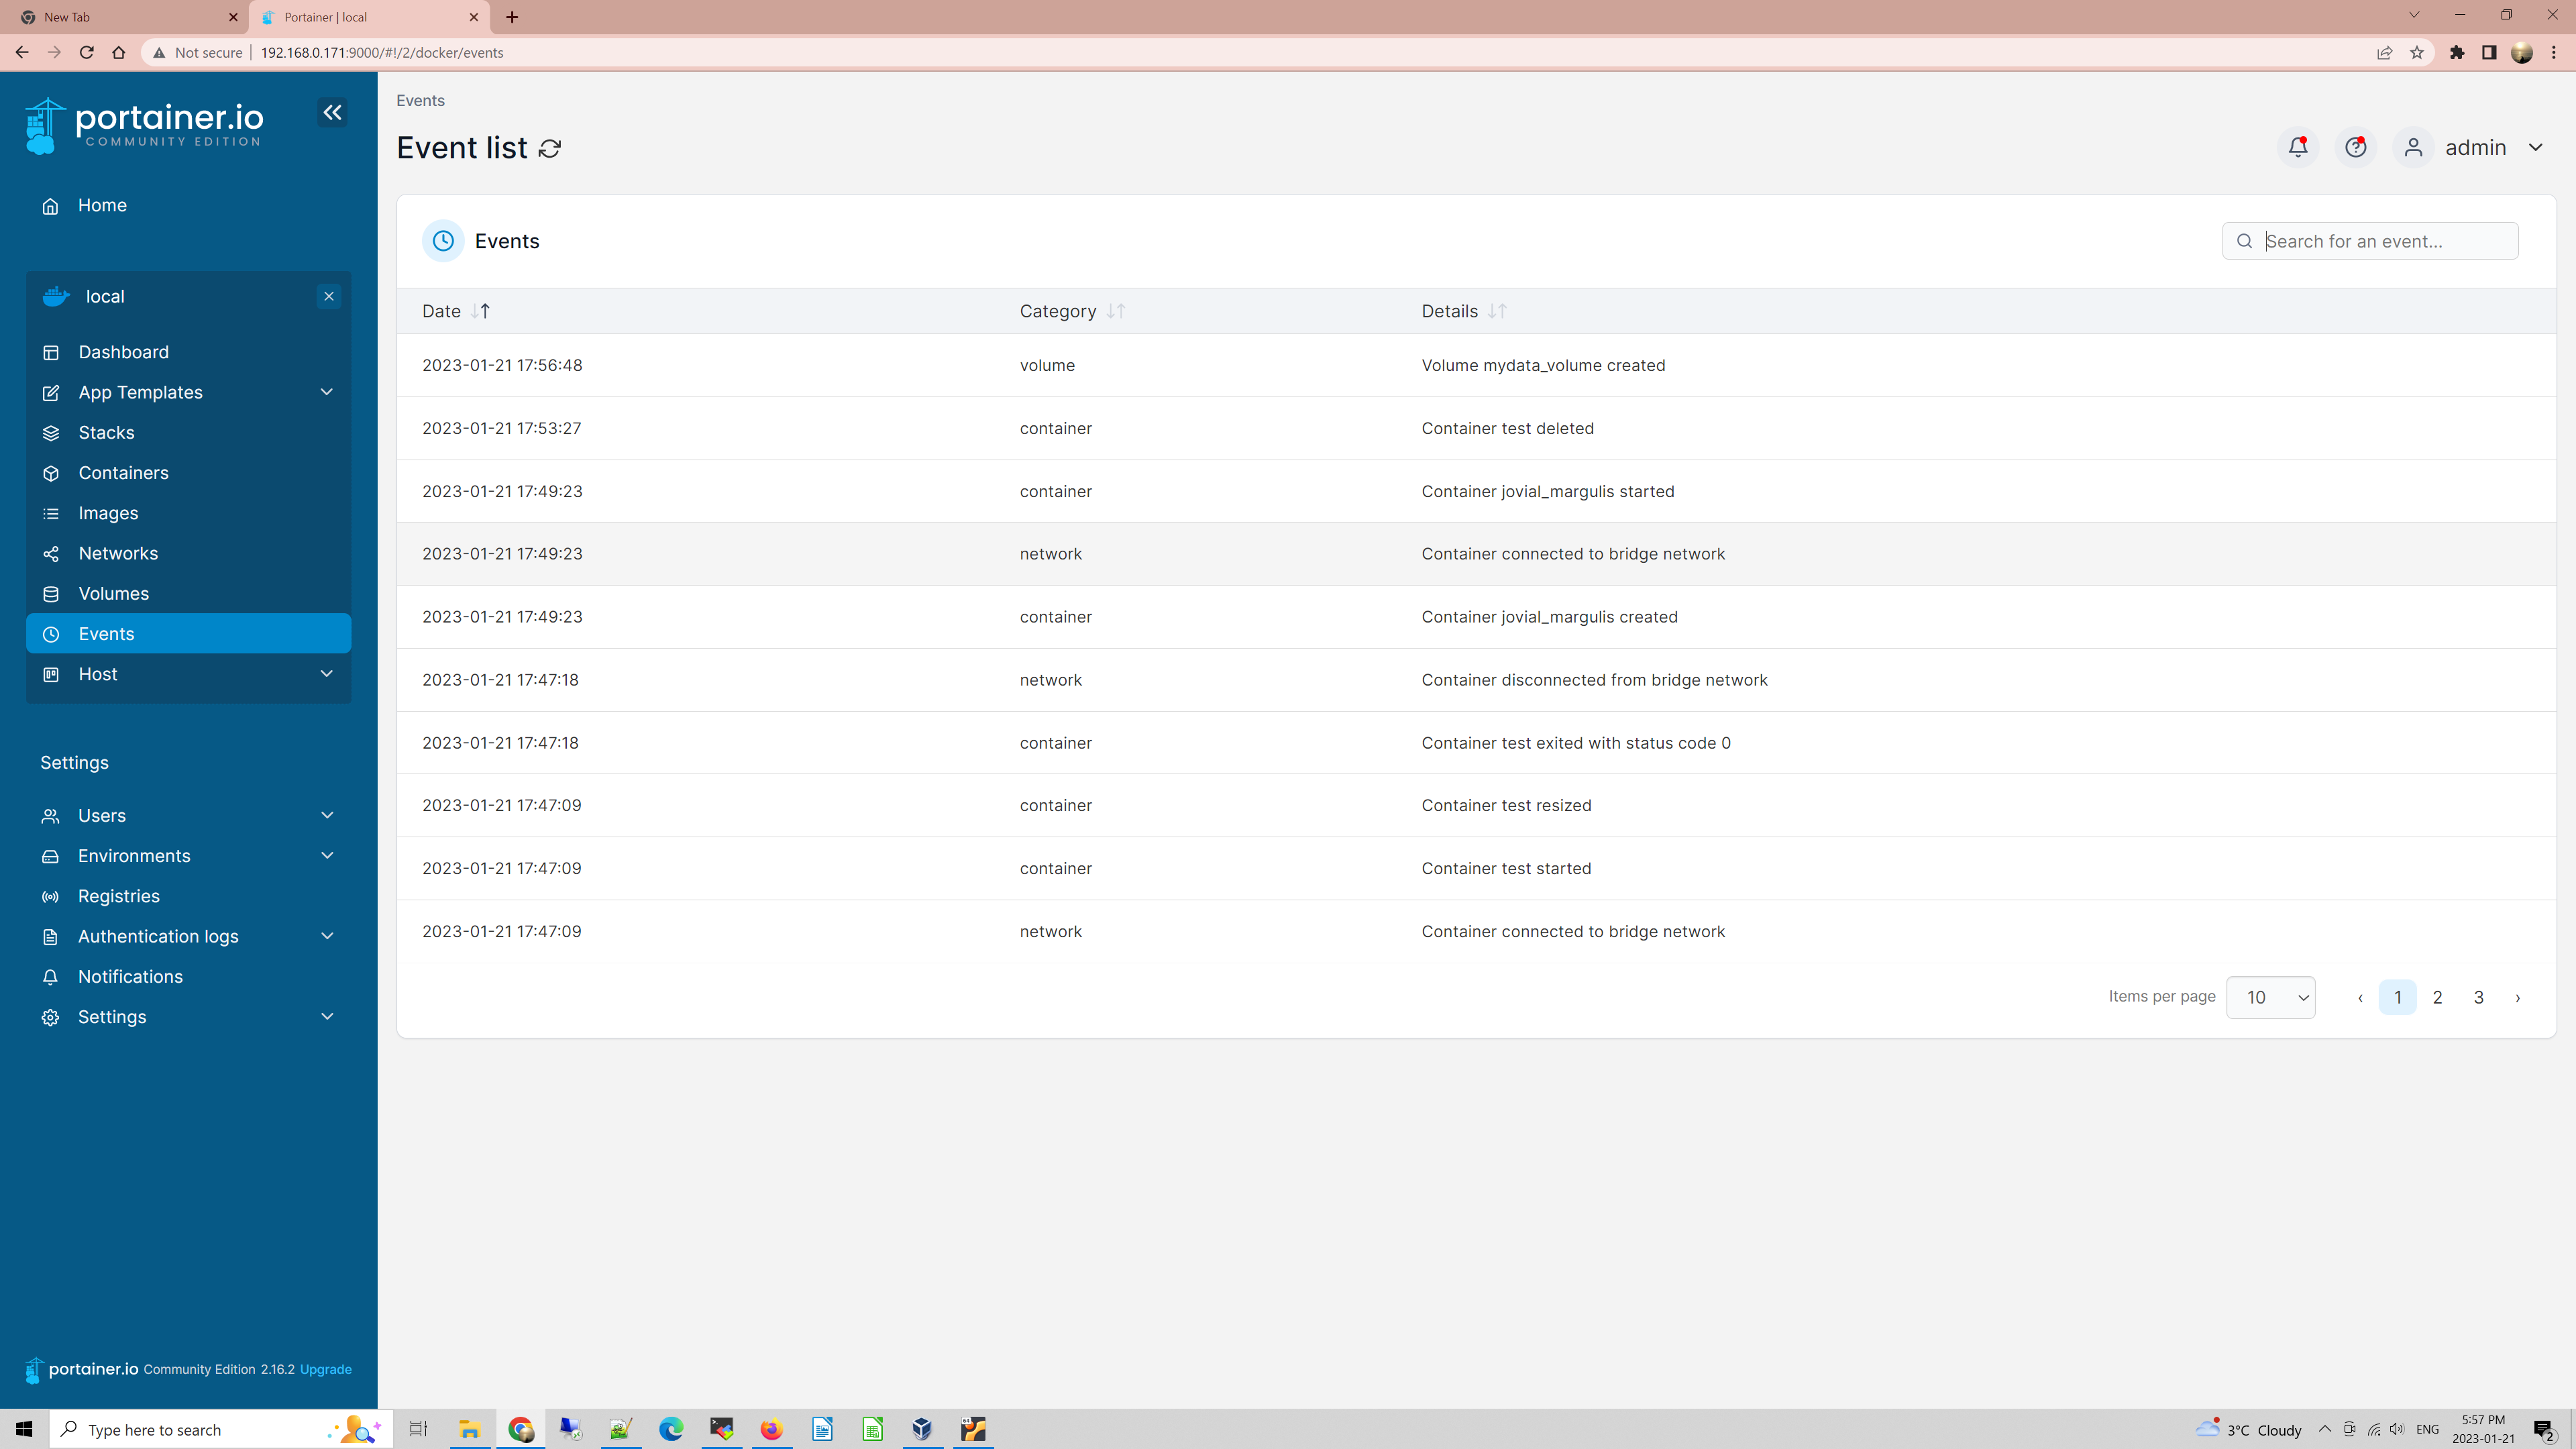 New Tab
Portainer | local
Not secure 192.168.0.171:9000/#!/2/docker/events
portainer.io
COMMUNITY EDITION
Home
local
Dashboard
App Templates
Stacks
Containers
Images
Networks
Volumes
Events
Host
Settings
Users
Environments
Registries
Authentication logs
Notifications
Settings
portainer.io Community Edition 2.16.2 Upgrade
Events
Event list
admin
Events
Search for an event...
Date Category Details
2023-01-21 17:56:48 volume Volume mydata_volume created
2023-01-21 17:53:27 container Container test deleted
2023-01-21 17:49:23 container Container jovial_margulis started
2023-01-21 17:49:23 network Container connected to bridge network
2023-01-21 17:49:23 container Container jovial_margulis created
2023-01-21 17:47:18 network Container disconnected from bridge network
2023-01-21 17:47:18 container Container test exited with status code 0
2023-01-21 17:47:09 container Container test resized
2023-01-21 17:47:09 container Container test started
2023-01-21 17:47:09 network Container connected to bridge network
Items per page 10 ‹ 1 2 3 ›
Type here to search
3°C Cloudy
ENG
5:57 PM
2023-01-21
2